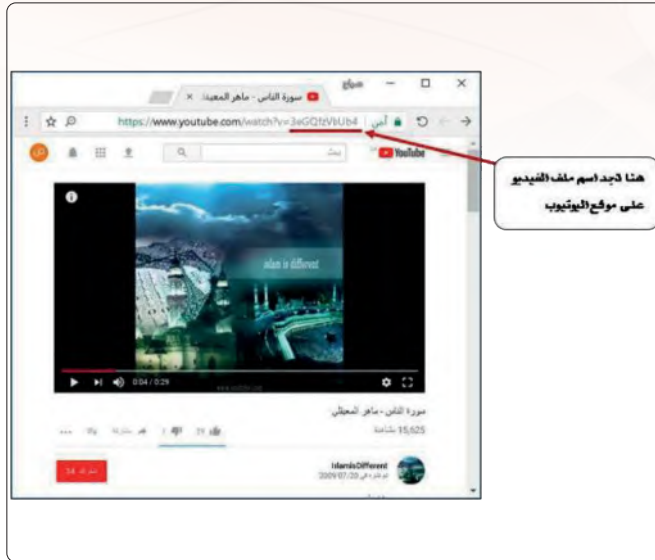 صباح
سورة الناس - ماهر المعيقلـ ×
آمن | https://www.youtube.com/watch?v=3eGQfzVbUb4
YouTube
بحث
هنا تجد اسم ملف الفيديو
على موقع اليوتيوب
islam is different
0:04 / 0:29
سورة الناس - ماهر المعيقلي
15,625 مشاهدة
IslamisDifferent
2009/07/20